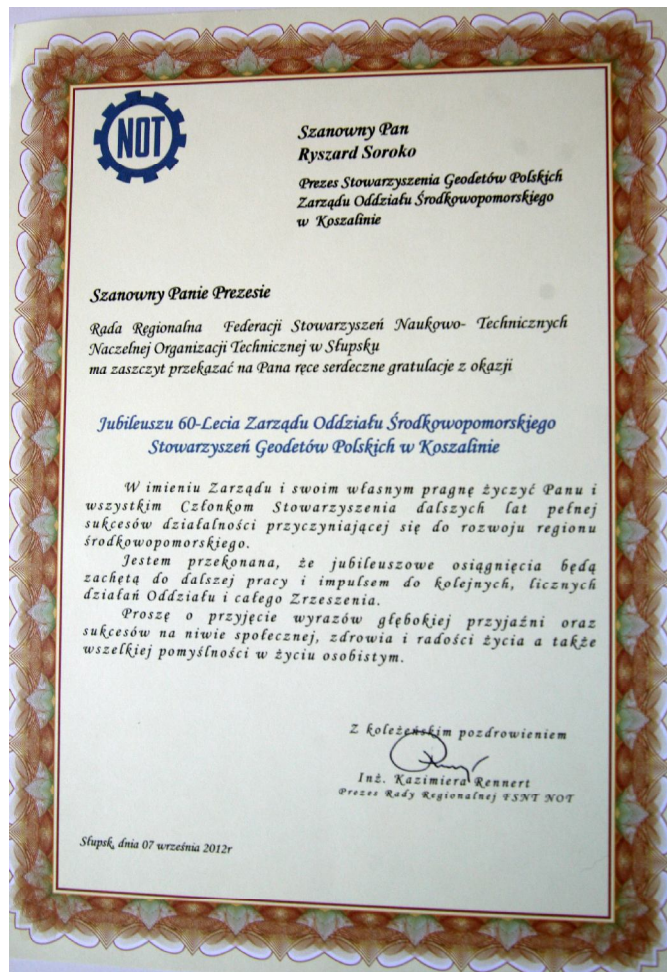 NOT
Szanowny Pan
Ryszard Soroko
Prezes Stowarzyszenia Geodetów Polskich
Zarządu Oddziału Środkowopomorskiego
w Koszalinie
Szanowny Panie Prezesie
Rada Regionalna Federacji Stowarzyszeń Naukowo- Technicznych
Naczelnej Organizacji Technicznej w Słupsku
ma zaszczyt przekazać na Pana ręce serdeczne gratulacje z okazji
Jubileuszu 60-Lecia Zarządu Oddziału Środkowopomorskiego
Stowarzyszeń Geodetów Polskich w Koszalinie
W imieniu Zarządu i swoim własnym pragnę życzyć Panu i
wszystkim Członkom Stowarzyszenia dalszych lat pełnej
sukcesów działalności przyczyniającej się do rozwoju regionu
środkowopomorskiego.
Jestem przekonana, że jubileuszowe osiągnięcia będą
zachętą do dalszej pracy i impulsem do kolejnych, licznych
działań Oddziału i całego Zrzeszenia.
Proszę o przyjęcie wyrazów głębokiej przyjaźni oraz
sukcesów na niwie społecznej, zdrowia i radości życia a także
wszelkiej pomyślności w życiu osobistym.
Z koleżeńskim pozdrowieniem
Inż. Kazimiera Rennert
Prezes Rady Regionalnej FSNT NOT
Słupsk, dnia 07 września 2012r